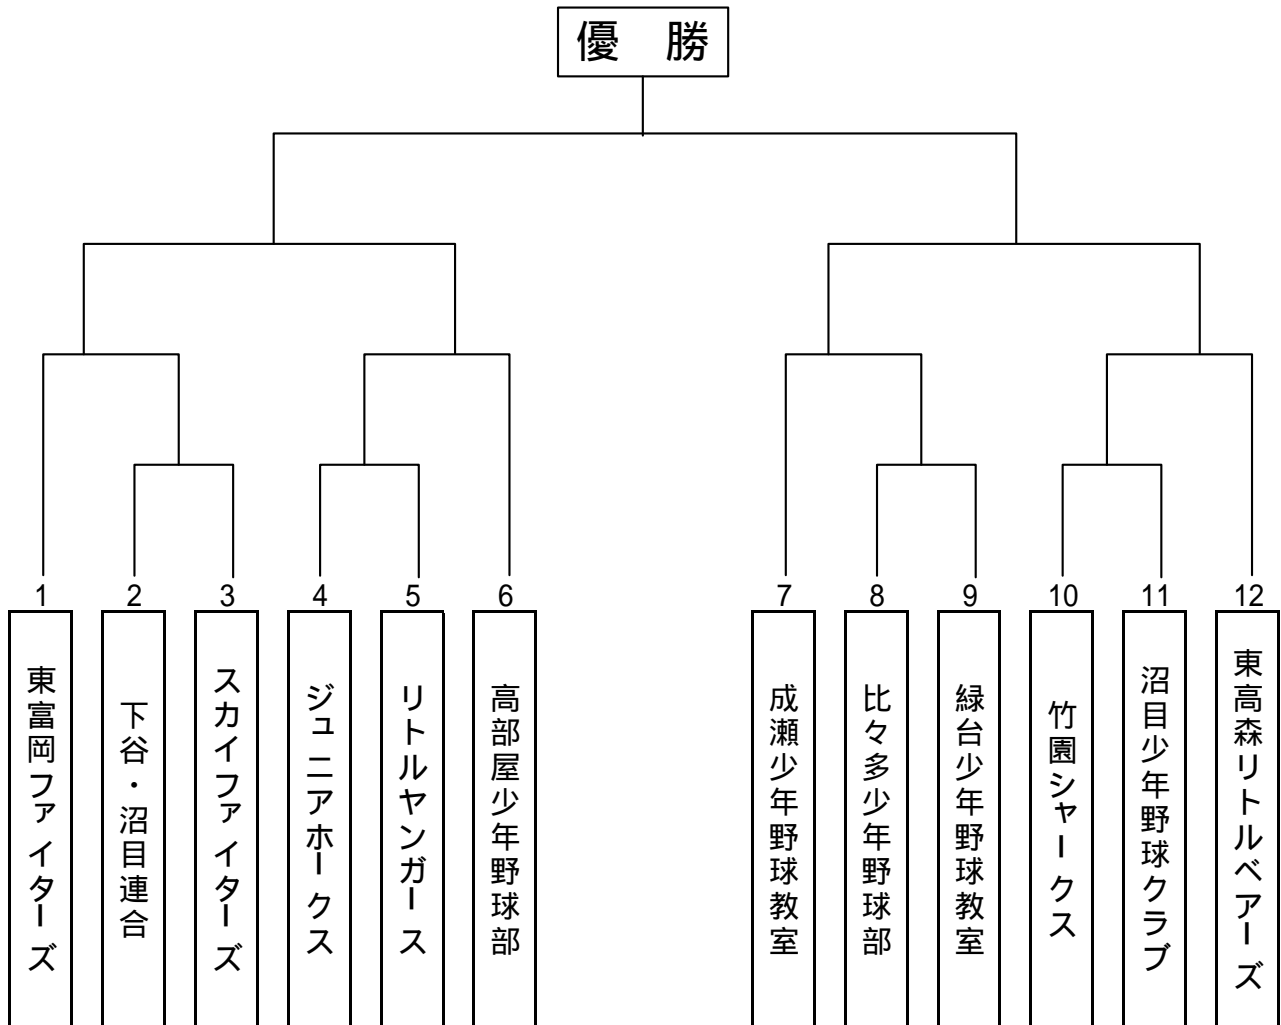 優 勝
1
2
3
4
5
6
7
8
9
10
11
12
東富岡ファイターズ
下谷・沼目連合
スカイファイターズ
ジュニアホークス
リトルヤンガース
高部屋少年野球部
成瀬少年野球教室
比々多少年野球部
緑台少年野球教室
竹園シャークス
沼目少年野球クラブ
東高森リトルベアーズ